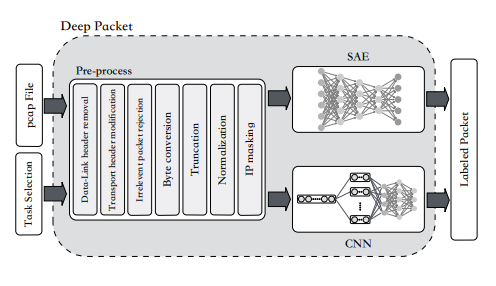 Deep Packet
pcap File
Task Selection
Pre-process
Data-Link header removal
Transport header modification
Irrelevent packet rejection
Byte conversion
Truncation
Normalization
IP masking
SAE
CNN
Labeled Packet